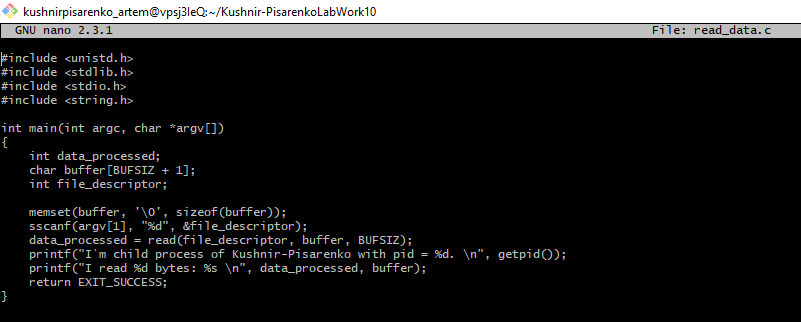 kushnirpisarenko_artem@vpsj3leQ:~/Kushnir-PisarenkoLabWork10
GNU nano 2.3.1 File: read_data.c
#include <unistd.h>
#include <stdlib.h>
#include <stdio.h>
#include <string.h>
int main(int argc, char *argv[])
{
    int data_processed;
    char buffer[BUFSIZ + 1];
    int file_descriptor;
    memset(buffer, '\0', sizeof(buffer));
    sscanf(argv[1], "%d", &file_descriptor);
    data_processed = read(file_descriptor, buffer, BUFSIZ);
    printf("I`m child process of Kushnir-Pisarenko with pid = %d. \n", getpid());
    printf("I read %d bytes: %s \n", data_processed, buffer);
    return EXIT_SUCCESS;
}